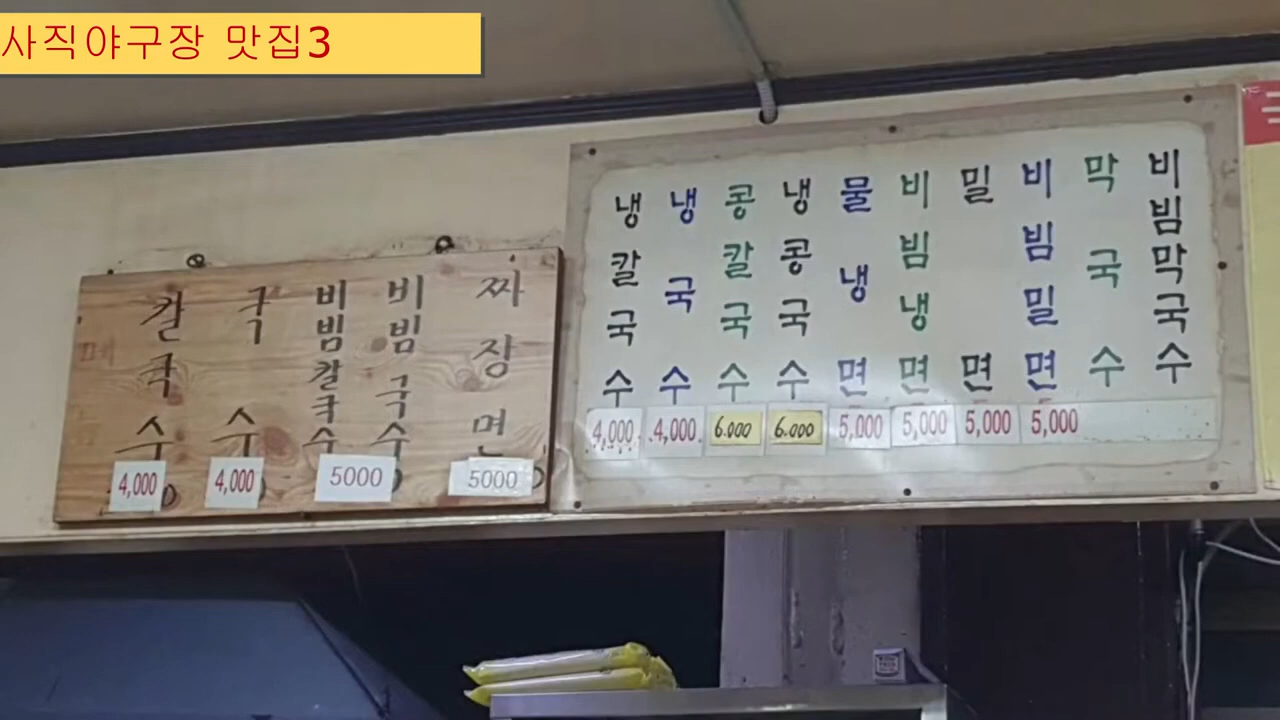 사직야구장 맛집3
칼국수
4,000
국수
4,000
비빔칼국수
5000
비빔국수
짜장면
5000
냉칼국수
4,000
냉국수
4,000
콩칼국수
6.000
냉콩국수
6.000
물냉면
5,000
비빔냉면
5,000
밀면
5,000
비빔밀면
5,000
막국수
비빔막국수